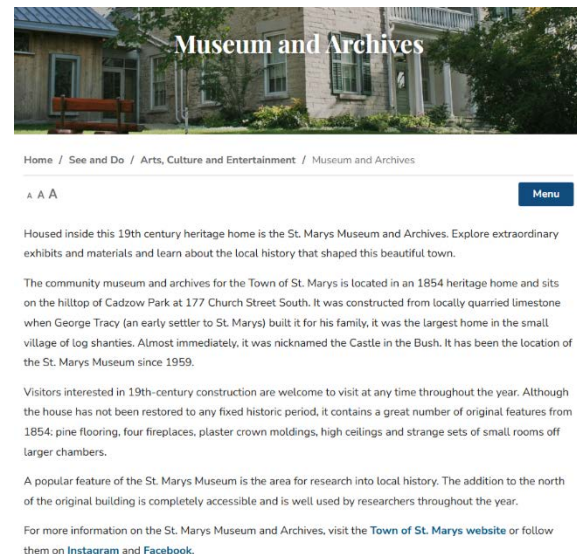 Museum and Archives
Home / See and Do / Arts, Culture and Entertainment / Museum and Archives
A A A
Menu
Housed inside this 19th century heritage home is the St. Marys Museum and Archives. Explore extraordinary
exhibits and materials and learn about the local history that shaped this beautiful town.
The community museum and archives for the Town of St. Marys is located in an 1854 heritage home and sits
on the hilltop of Cadzow Park at 177 Church Street South. It was constructed from locally quarried limestone
when George Tracy (an early settler to St. Marys) built it for his family, it was the largest home in the small
village of log shanties. Almost immediately, it was nicknamed the Castle in the Bush. It has been the location of
the St. Marys Museum since 1959.
Visitors interested in 19th-century construction are welcome to visit at any time throughout the year. Although
the house has not been restored to any fixed historic period, it contains a great number of original features from
1854: pine flooring, four fireplaces, plaster crown moldings, high ceilings and strange sets of small rooms off
larger chambers.
A popular feature of the St. Marys Museum is the area for research into local history. The addition to the north
of the original building is completely accessible and is well used by researchers throughout the year.
For more information on the St. Marys Museum and Archives, visit the Town of St. Marys website or follow
them on Instagram and Facebook.